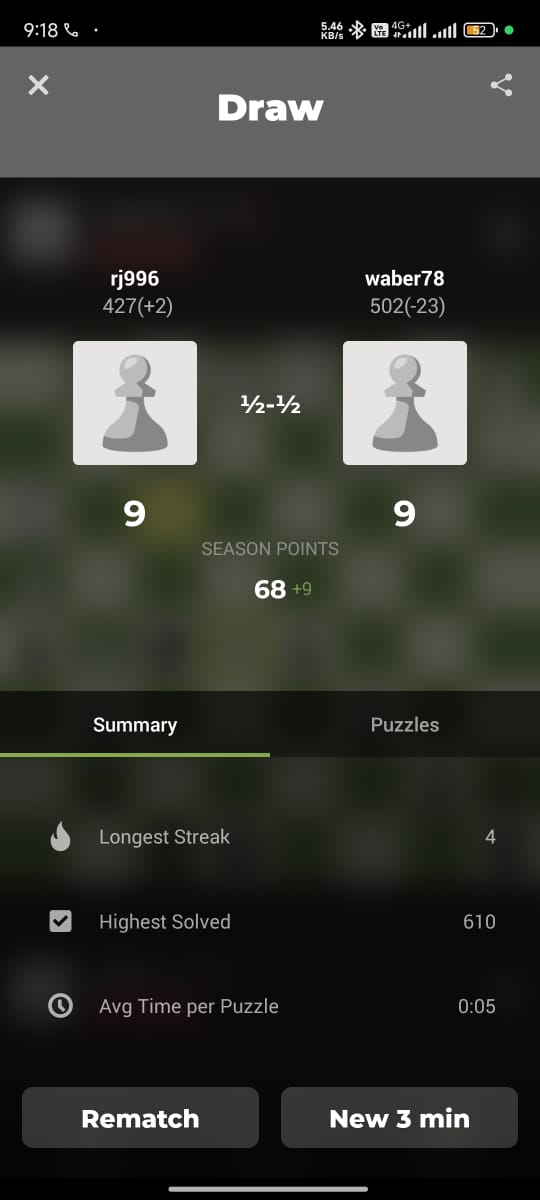 9:18
5.46 KB/s
Vo LTE
4G+
52
Draw
rj996
waber78
427(+2)
502(-23)
½-½
9
9
SEASON POINTS
68 +9
Summary
Puzzles
Longest Streak
4
Highest Solved
610
Avg Time per Puzzle
0:05
Rematch
New 3 min